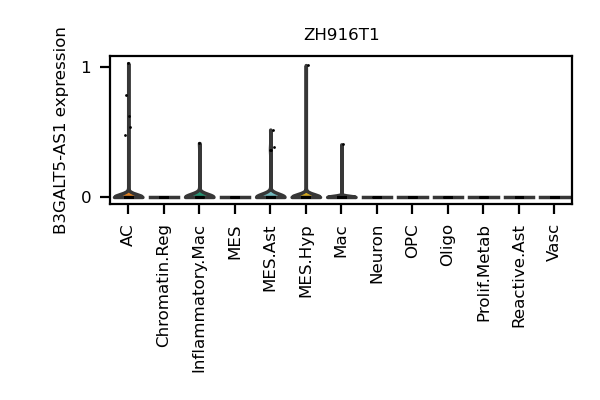 ZH916T1
B3GALT5-AS1 expression
1
0
AC
Chromatin.Reg
Inflammatory.Mac
MES
MES.Ast
MES.Hyp
Mac
Neuron
OPC
Oligo
Prolif.Metab
Reactive.Ast
Vasc